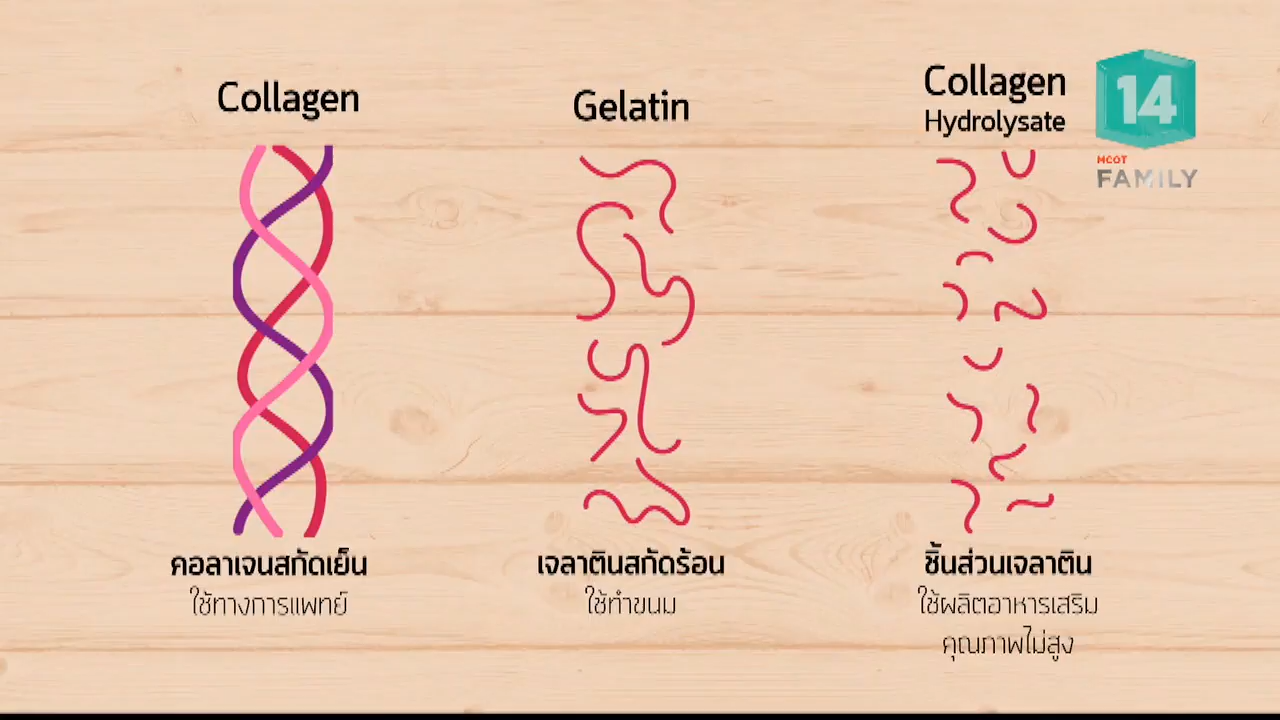 Collagen
คอลาเจนสกัดเย็น
ใช้ทางการแพทย์
Gelatin
เจลาตินสกัดร้อน
ใช้ทำขนม
Collagen
Hydrolysate
ชิ้นส่วนเจลาติน
ใช้ผลิตอาหารเสริม
คุณภาพไม่สูง
14
MCOT
FAMILY